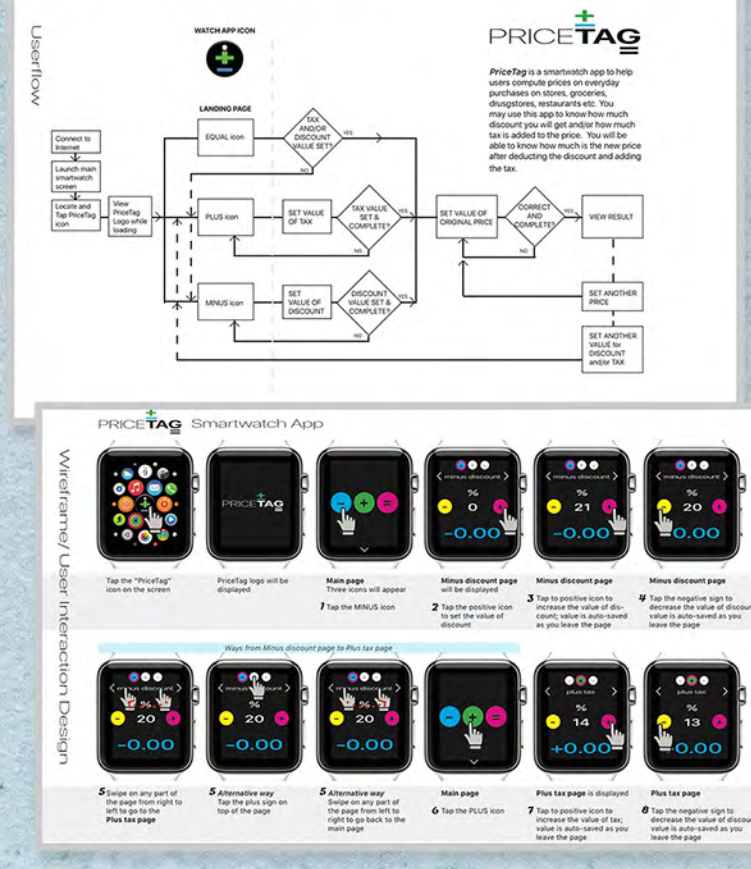 Userflow
WATCH APP ICON
PRICETAG
PriceTag is a smartwatch app to help
users compute prices on everyday
purchases on stores, groceries,
drugstores, restaurants etc. You
may use this app to know how much
discount you will get and/or how much
tax is added to the price. You will be
able to know how much is the new price
after deducting the discount and adding
the tax.
LANDING PAGE
Connect to
Internet
Launch main
smartwatch
screen
Locate and
Tap PriceTag
icon
View
PriceTag
Logo while
loading
EQUAL icon
TAX
AND/OR
DISCOUNT
VALUE SET?
YES
NO
PLUS icon
SET VALUE
OF TAX
TAX VALUE
SET &
COMPLETE?
YES
NO
MINUS icon
SET
VALUE OF
DISCOUNT
DISCOUNT
VALUE SET &
COMPLETE?
YES
NO
SET VALUE OF
ORIGINAL PRICE
CORRECT
AND
COMPLETE?
YES
NO
VIEW RESULT
SET ANOTHER
PRICE
SET ANOTHER
VALUE for
DISCOUNT
and/or TAX
PRICETAG Smartwatch App
Wireframe/ User Interaction Design
PRICETAG
- + =
minus discount
%
- 0 +
-0.00
minus discount
%
- 21 +
-0.00
minus discount
%
- 20
-0.00
Tap the "PriceTag"
icon on the screen
PriceTag logo will be
displayed
Main page
Three icons will appear
1 Tap the MINUS icon
Minus discount page
will be displayed
2 Tap the positive icon
to set the value of
discount
Minus discount page
3 Tap to positive icon to
increase the value of dis-
count; value is auto-saved
as you leave the page
Minus discount page
4 Tap the negative sign to
decrease the value of discou
value is auto-saved as you
leave the page
Ways from Minus discount page to Plus tax page
minus discount
%
- 20 +
-0.00
minus discount
%
- 20 +
-0.00
minus discount
%
- 20 +
-0.00
- + =
plus tax
%
- 14 +
+0.00
plus tax
%
- 13
0.00
5 Swipe on any part of
the page from right to
left to go to the
Plus tax page
5 Alternative way
Tap the plus sign on
top of the page
5 Alternative way
Swipe on any part of
the page from left to
right to go back to the
main page
Main page
6 Tap the PLUS icon
Plus tax page is displayed
7 Tap to positive icon to
increase the value of tax;
value is auto-saved as you
leave the page
Plus tax page
8 Tap the negative sign to
decrease the value of discou
value is auto-saved as you
leave the page